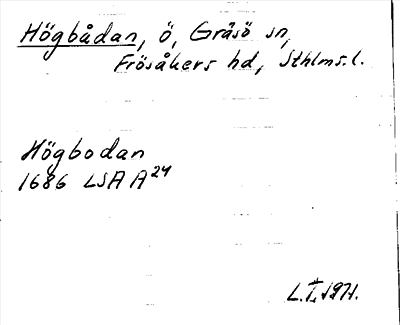 Högbådan, ö, Gräsö sn,
Frösåkers hd, Sthlms.l.
Högbodan
1686 LSA A24
L.T. 1971.